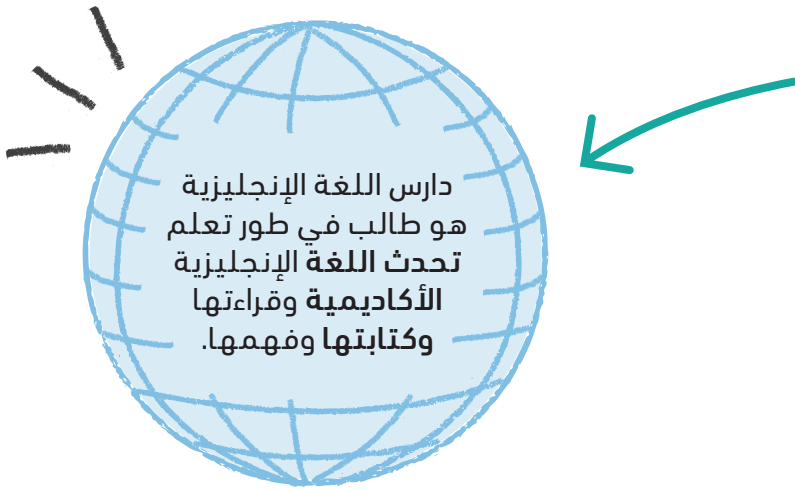 دارس اللغة الإنجليزية
هو طالب في طور تعلم
تحدث اللغة الإنجليزية
الأكاديمية وقراءتها
وكتابتها وفهمها.